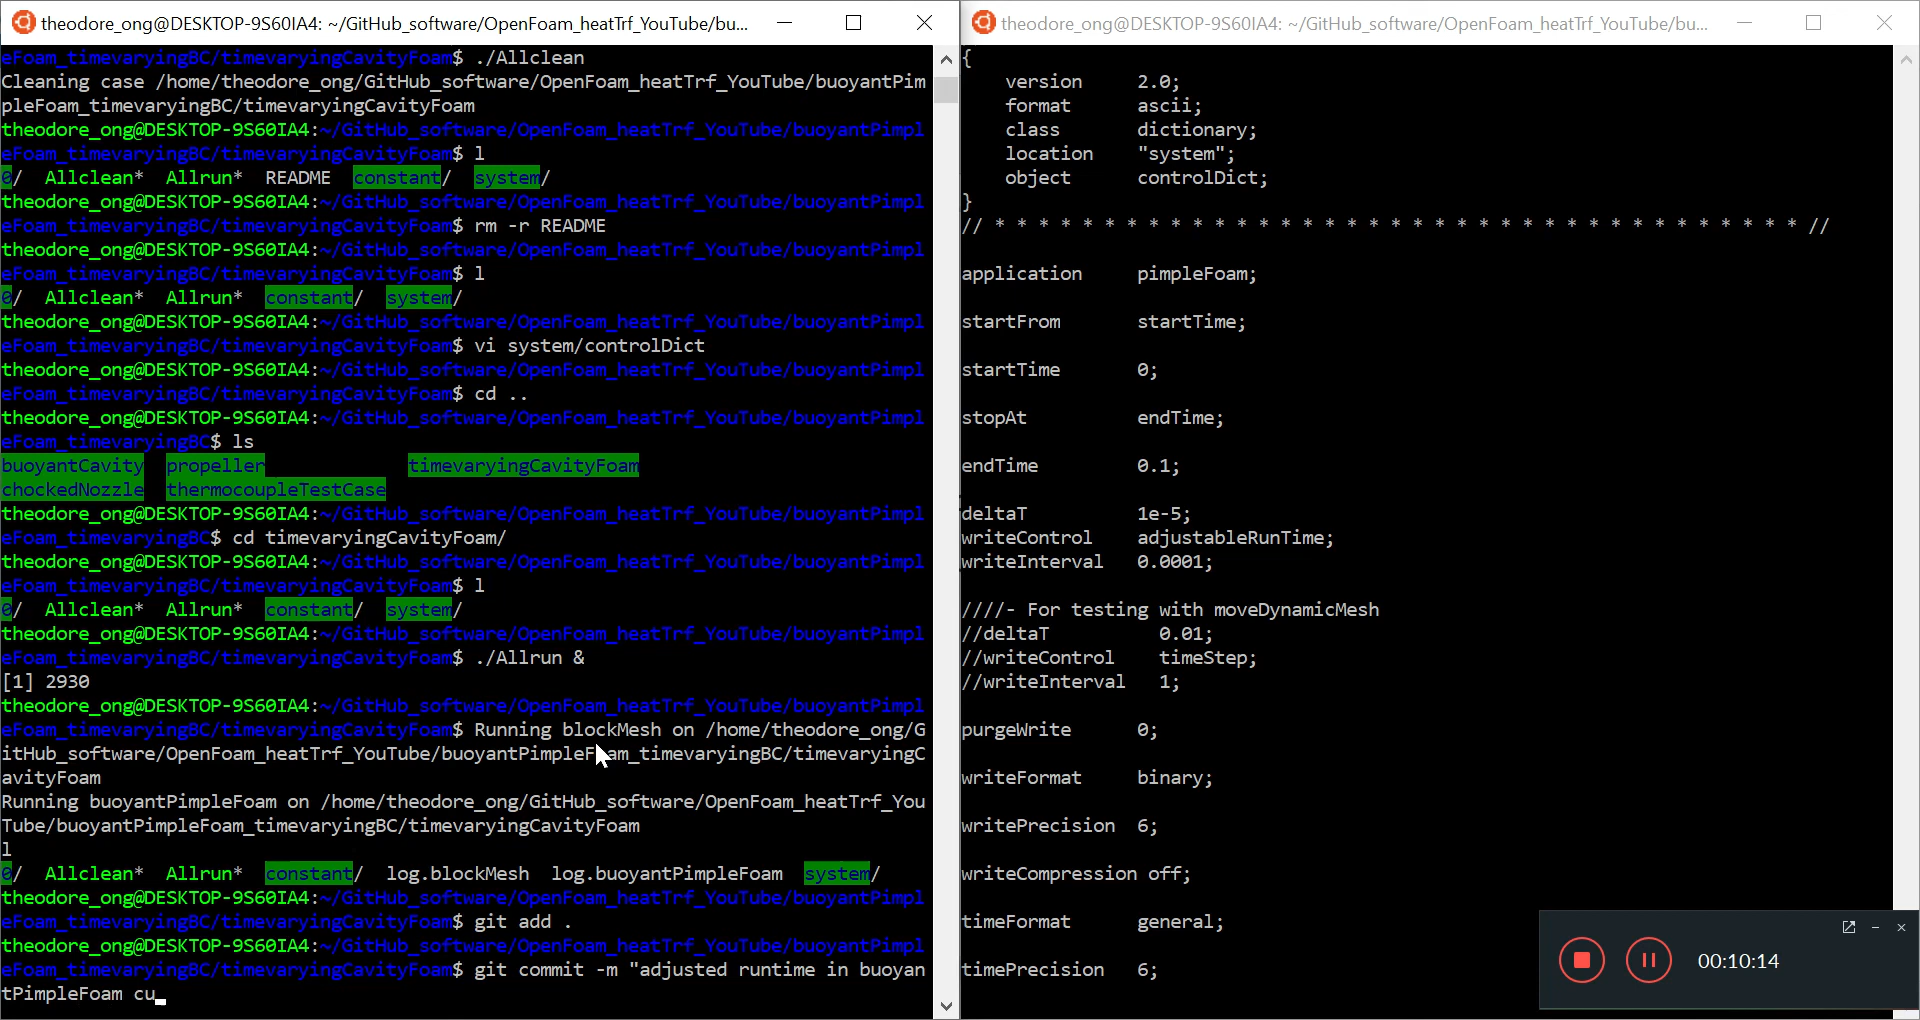 theodore_ong@DESKTOP-9S60IA4: ~/GitHub_software/OpenFoam_heatTrf_YouTube/bu...
eFoam_timevaryingBC/timevaryingCavityFoam$ ./Allclean
Cleaning case /home/theodore_ong/GitHub_software/OpenFoam_heatTrf_YouTube/buoyantPim
pleFoam_timevaryingBC/timevaryingCavityFoam
theodore_ong@DESKTOP-9S60IA4:~/GitHub_software/OpenFoam_heatTrf_YouTube/buoyantPimpl
eFoam_timevaryingBC/timevaryingCavityFoam$ l
0/  Allclean*  Allrun*  README  constant/  system/
theodore_ong@DESKTOP-9S60IA4:~/GitHub_software/OpenFoam_heatTrf_YouTube/buoyantPimpl
eFoam_timevaryingBC/timevaryingCavityFoam$ rm -r README
theodore_ong@DESKTOP-9S60IA4:~/GitHub_software/OpenFoam_heatTrf_YouTube/buoyantPimpl
eFoam_timevaryingBC/timevaryingCavityFoam$ l
0/  Allclean*  Allrun*  constant/  system/
theodore_ong@DESKTOP-9S60IA4:~/GitHub_software/OpenFoam_heatTrf_YouTube/buoyantPimpl
eFoam_timevaryingBC/timevaryingCavityFoam$ vi system/controlDict
theodore_ong@DESKTOP-9S60IA4:~/GitHub_software/OpenFoam_heatTrf_YouTube/buoyantPimpl
eFoam_timevaryingBC/timevaryingCavityFoam$ cd ..
theodore_ong@DESKTOP-9S60IA4:~/GitHub_software/OpenFoam_heatTrf_YouTube/buoyantPimpl
eFoam_timevaryingBC$ ls
buoyantCavity  propeller  timevaryingCavityFoam
chockedNozzle  thermocoupleTestCase
theodore_ong@DESKTOP-9S60IA4:~/GitHub_software/OpenFoam_heatTrf_YouTube/buoyantPimpl
eFoam_timevaryingBC$ cd timevaryingCavityFoam/
theodore_ong@DESKTOP-9S60IA4:~/GitHub_software/OpenFoam_heatTrf_YouTube/buoyantPimpl
eFoam_timevaryingBC/timevaryingCavityFoam$ l
0/  Allclean*  Allrun*  constant/  system/
theodore_ong@DESKTOP-9S60IA4:~/GitHub_software/OpenFoam_heatTrf_YouTube/buoyantPimpl
eFoam_timevaryingBC/timevaryingCavityFoam$ ./Allrun &
[1] 2930
theodore_ong@DESKTOP-9S60IA4:~/GitHub_software/OpenFoam_heatTrf_YouTube/buoyantPimpl
eFoam_timevaryingBC/timevaryingCavityFoam$ Running blockMesh on /home/theodore_ong/G
itHub_software/OpenFoam_heatTrf_YouTube/buoyantPimpleFoam_timevaryingBC/timevaryingC
avityFoam
Running buoyantPimpleFoam on /home/theodore_ong/GitHub_software/OpenFoam_heatTrf_You
Tube/buoyantPimpleFoam_timevaryingBC/timevaryingCavityFoam
l
0/  Allclean*  Allrun*  constant/  log.blockMesh  log.buoyantPimpleFoam  system/
theodore_ong@DESKTOP-9S60IA4:~/GitHub_software/OpenFoam_heatTrf_YouTube/buoyantPimpl
eFoam_timevaryingBC/timevaryingCavityFoam$ git add .
theodore_ong@DESKTOP-9S60IA4:~/GitHub_software/OpenFoam_heatTrf_YouTube/buoyantPimpl
eFoam_timevaryingBC/timevaryingCavityFoam$ git commit -m "adjusted runtime in buoyan
tPimpleFoam cu
theodore_ong@DESKTOP-9S60IA4: ~/GitHub_software/OpenFoam_heatTrf_YouTube/bu...
{
version 2.0;
format ascii;
class dictionary;
location "system";
object controlDict;
}
// * * * * * * * * * * * * * * * * * * * * * * * * * * * * * * * * * * * * * //
application pimpleFoam;
startFrom startTime;
startTime 0;
stopAt endTime;
endTime 0.1;
deltaT 1e-5;
writeControl adjustableRunTime;
writeInterval 0.0001;
////- For testing with moveDynamicMesh
//deltaT 0.01;
//writeControl timeStep;
//writeInterval 1;
purgeWrite 0;
writeFormat binary;
writePrecision 6;
writeCompression off;
timeFormat general;
timePrecision 6;
00:10:14